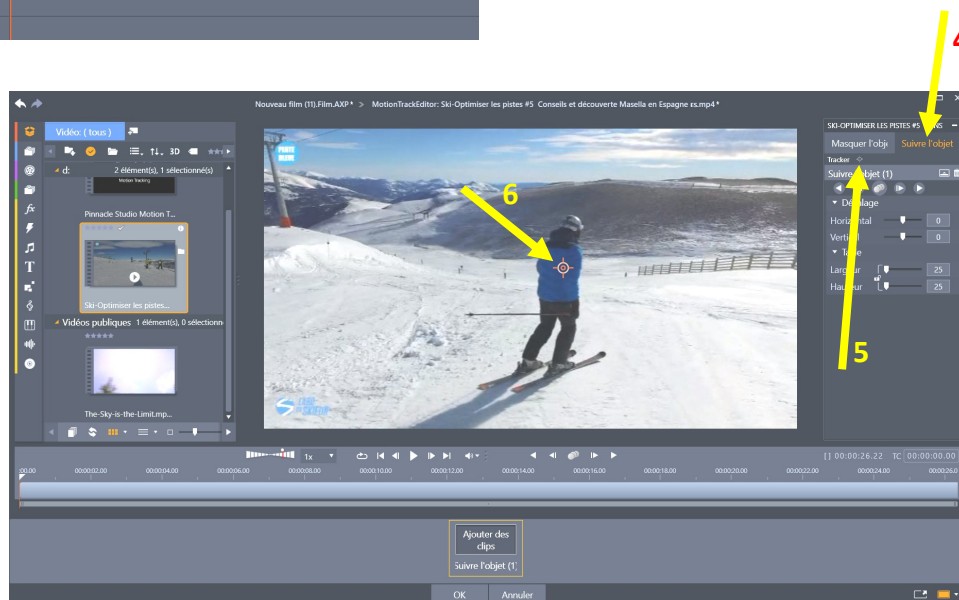 4
Nouveau film (11).Film.AXP* > MotionTrackEditor: Ski-Optimiser les pistes #5 Conseils et découverte Masella en Espagne
Vidéo: ( tous )
3D
d: 2 élément(s), 1 sélectionné(s)
Motion Tracking
Pinnacle Studio Motion T...
Ski-Optimiser les pistes...
Vidéos publiques 1 élément(s), 0 sélectionn
The-Sky-is-the-Limit.mp...
6
SKI-OPTIMISER LES PISTES #5
Masquer l'obje Suivre l'objet
Tracker
Suivre l'objet (1)
Décalage
Horizontal 0
Vertical 0
Taille
Largeur 25
Hauteur 25
5
1x
[] 00:00:26.22 TC 00:00:00.00
:00.00 00:00:02.00 00:00:04.00 00:00:06.00 00:00:08.00 00:00:10.00 00:00:12.00 00:00:14.00 00:00:16.00 00:00:18.00 00:00:20.00 00:00:22.00 00:00:24.00 00:00:26.0
Ajouter des
clips
Suivre l'objet (1)
OK Annuler